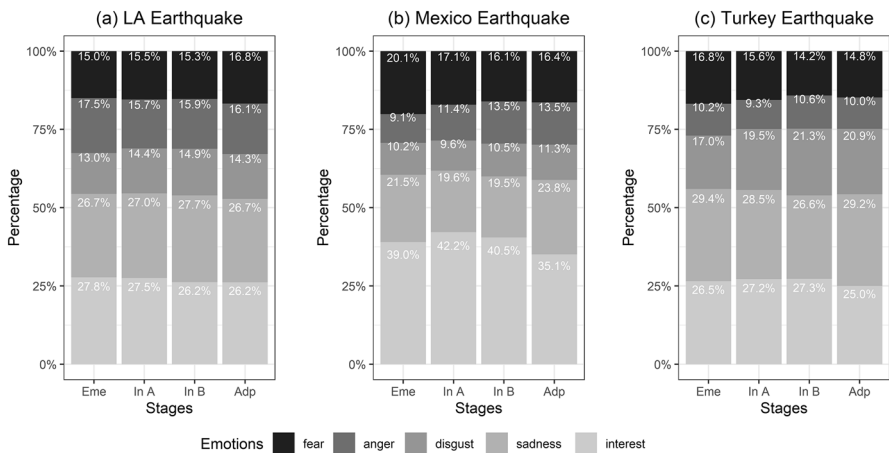 (a) LA Earthquake
(b) Mexico Earthquake
(c) Turkey Earthquake
Percentage
100%
75%
50%
25%
0%
15.0% 15.5% 15.3% 16.8%
17.5% 15.7% 15.9% 16.1%
13.0% 14.4% 14.9% 14.3%
26.7% 27.0% 27.7% 26.7%
27.8% 27.5% 26.2% 26.2%
Eme In A In B Adp
Stages
Percentage
100%
75%
50%
25%
0%
20.1% 17.1% 16.1% 16.4%
9.1% 11.4% 13.5% 13.5%
10.2% 9.6% 10.5% 11.3%
21.5% 19.6% 19.5% 23.8%
39.0% 42.2% 40.5% 35.1%
Eme In A In B Adp
Stages
Percentage
100%
75%
50%
25%
0%
16.8% 15.6% 14.2% 14.8%
10.2% 9.3% 10.6% 10.0%
17.0% 19.5% 21.3% 20.9%
29.4% 28.5% 26.6% 29.2%
26.5% 27.2% 27.3% 25.0%
Eme In A In B Adp
Stages
Emotions fear anger disgust sadness interest